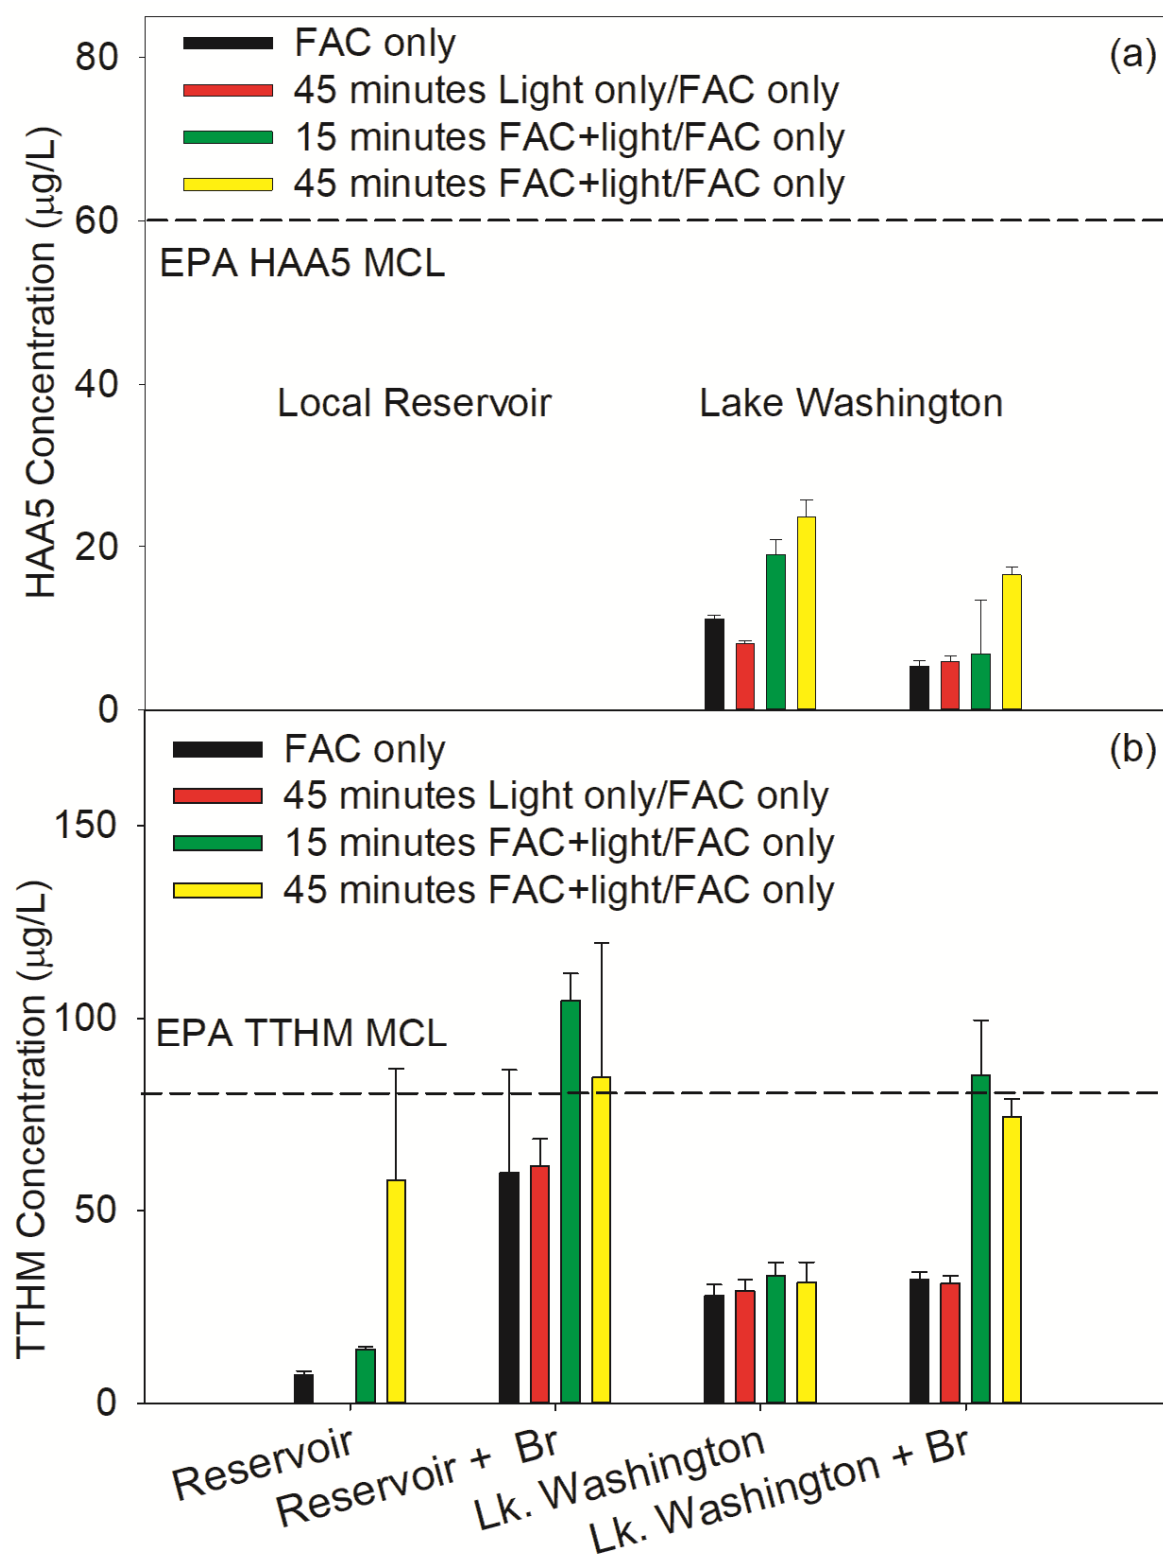 (a)
FAC only
45 minutes Light only/FAC only
15 minutes FAC+light/FAC only
45 minutes FAC+light/FAC only
80
60
40
20
0
HAA5 Concentration (µg/L)
EPA HAA5 MCL
Local Reservoir
Lake Washington
(b)
FAC only
45 minutes Light only/FAC only
15 minutes FAC+light/FAC only
45 minutes FAC+light/FAC only
150
100
50
0
TTHM Concentration (µg/L)
EPA TTHM MCL
Reservoir
Reservoir + Br
Lk. Washington
Lk. Washington + Br